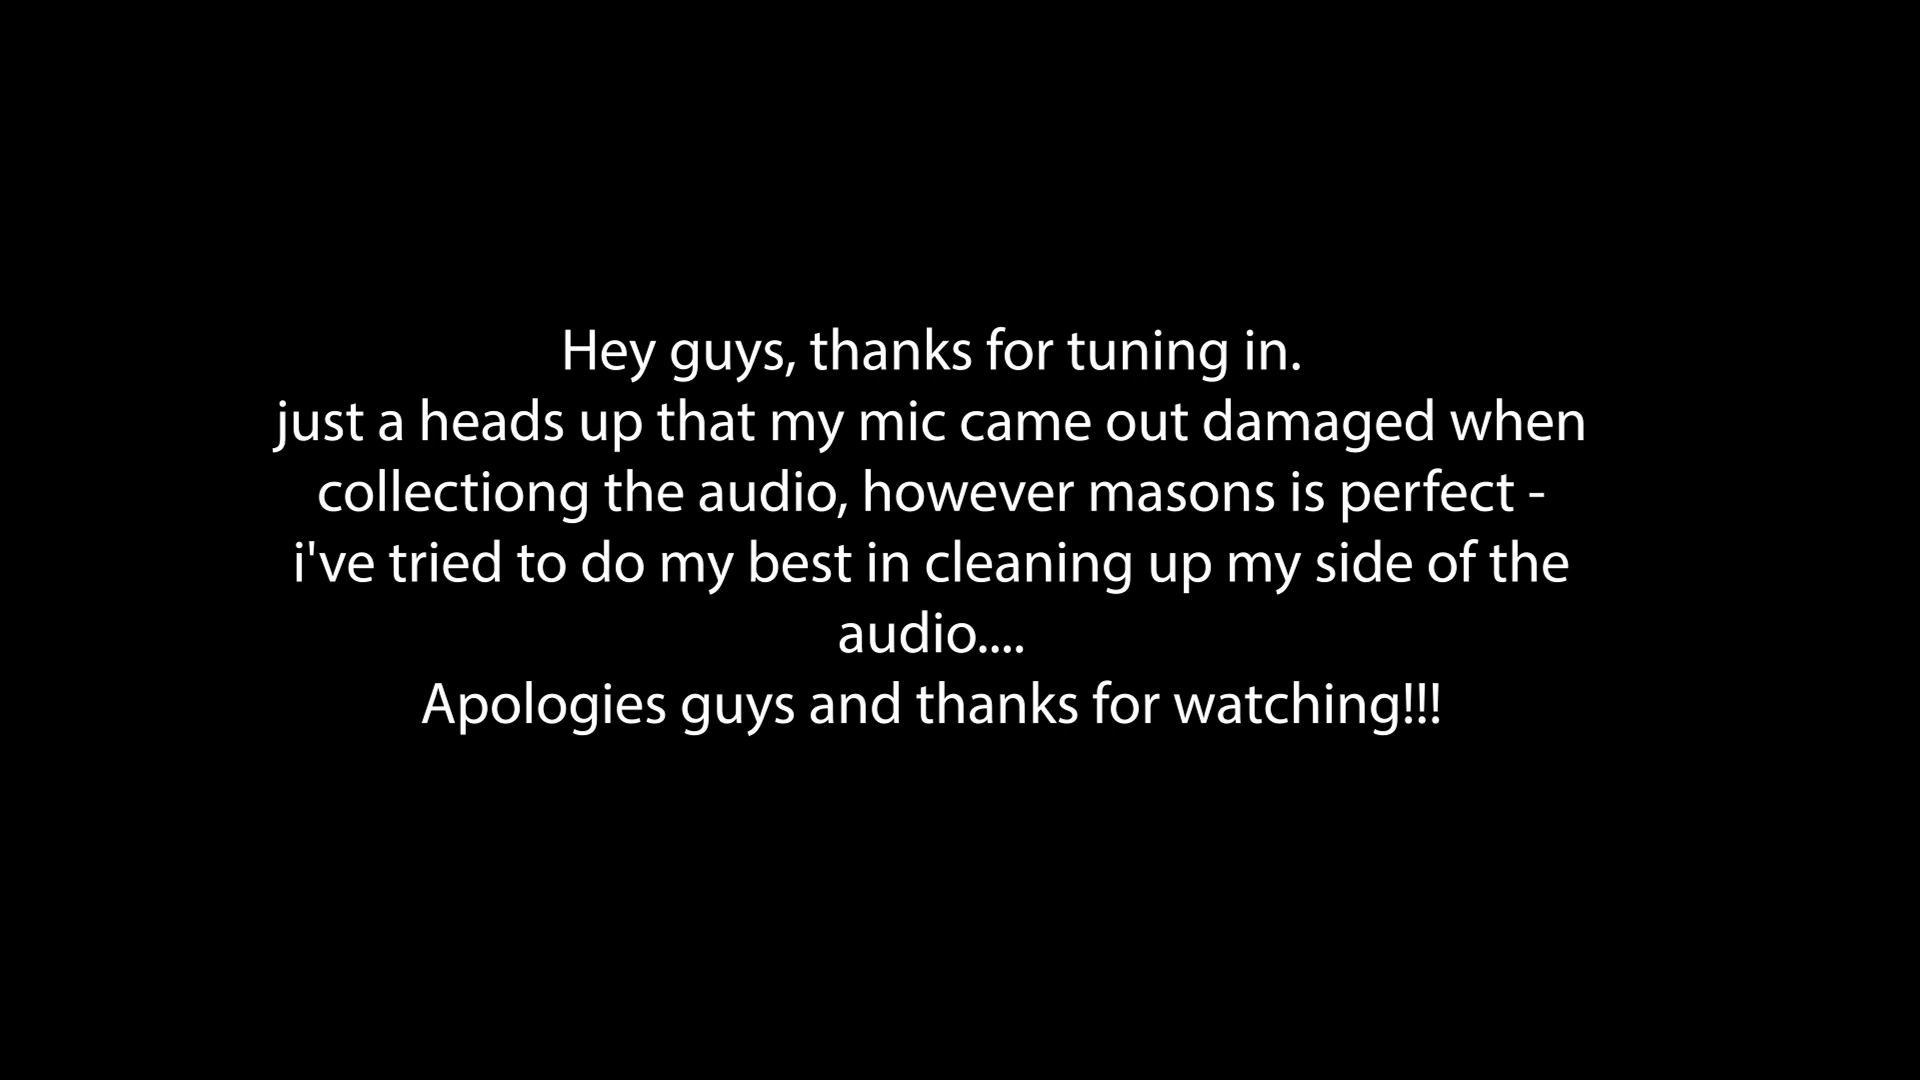 Hey guys, thanks for tuning in.
just a heads up that my mic came out damaged when
collectiong the audio, however masons is perfect -
i've tried to do my best in cleaning up my side of the
audio....
Apologies guys and thanks for watching!!!